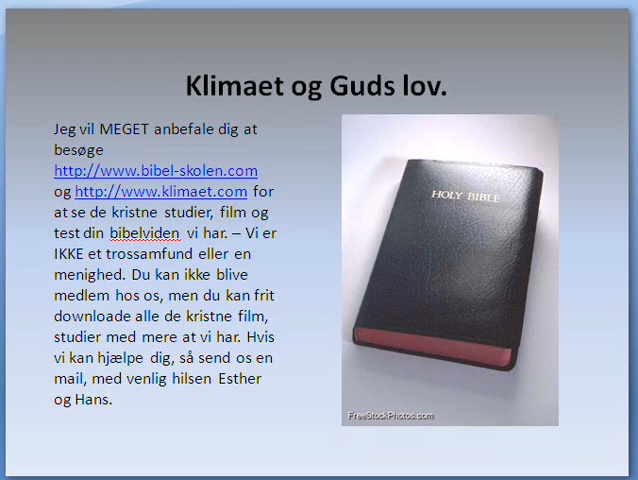 Klimaet og Guds lov.
Jeg vil MEGET anbefale dig at
besøge
http://www.bibel-skolen.com
og http://www.klimaet.com for
at se de kristne studier, film og
test din bibelviden vi har. – Vi er
IKKE et trossamfund eller en
menighed. Du kan ikke blive
medlem hos os, men du kan frit
downloade alle de kristne film,
studier med mere at vi har. Hvis
vi kan hjælpe dig, så send os en
mail, med venlig hilsen Esther
og Hans.
HOLY BIBLE
FreeStockPhotos.com